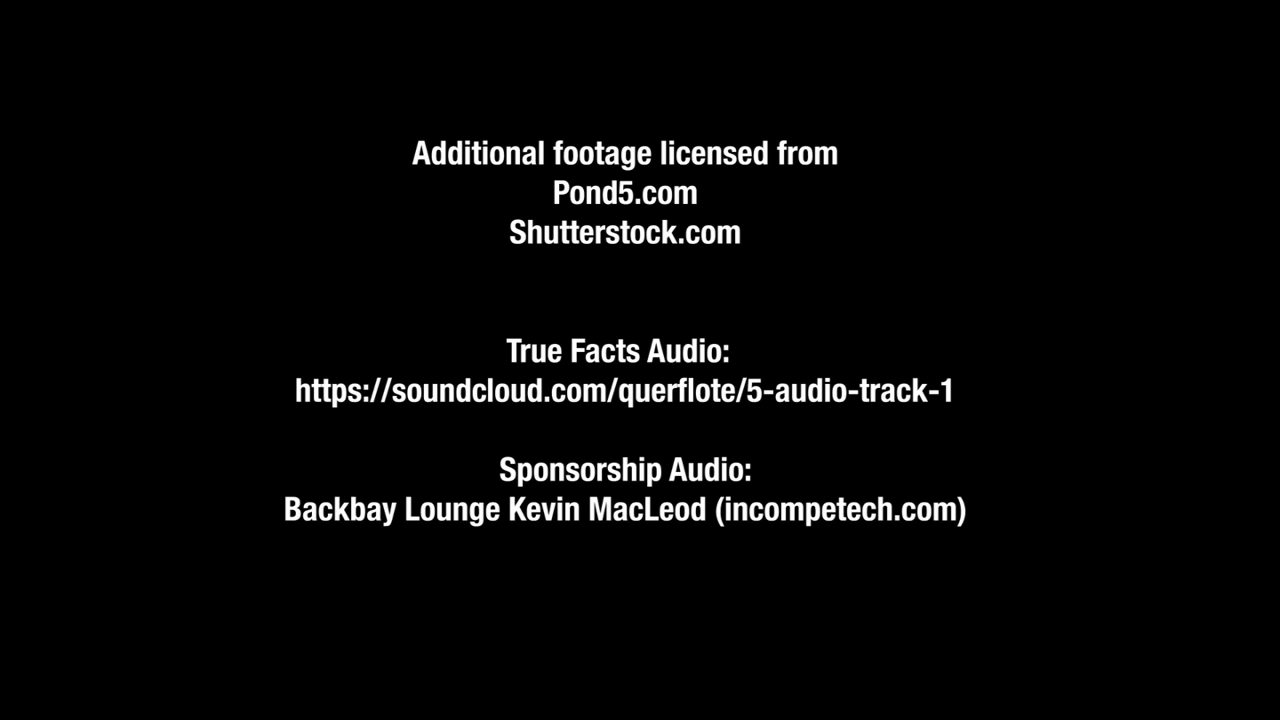 Additional footage licensed from
Pond5.com
Shutterstock.com
True Facts Audio:
https://soundcloud.com/querflote/5-audio-track-1
Sponsorship Audio:
Backbay Lounge Kevin MacLeod (incompetech.com)